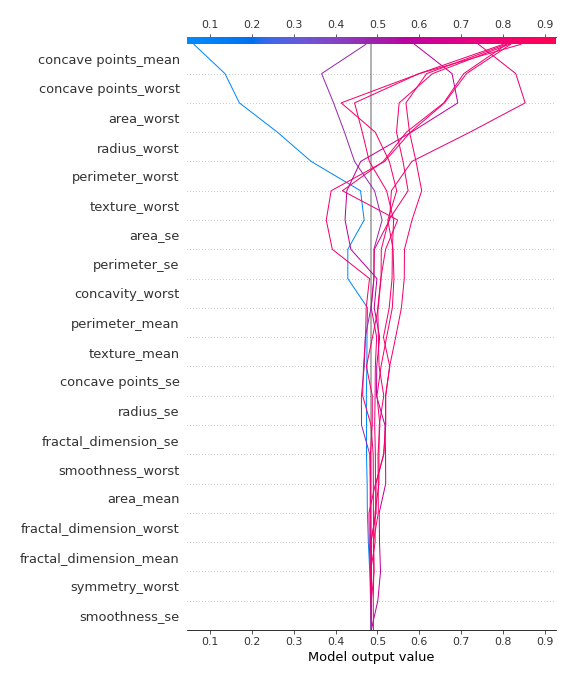 0.1 0.2 0.3 0.4 0.5 0.6 0.7 0.8 0.9
concave points_mean
concave points_worst
area_worst
radius_worst
perimeter_worst
texture_worst
area_se
perimeter_se
concavity_worst
perimeter_mean
texture_mean
concave points_se
radius_se
fractal_dimension_se
smoothness_worst
area_mean
fractal_dimension_worst
fractal_dimension_mean
symmetry_worst
smoothness_se
0.1 0.2 0.3 0.4 0.5 0.6 0.7 0.8 0.9
Model output value